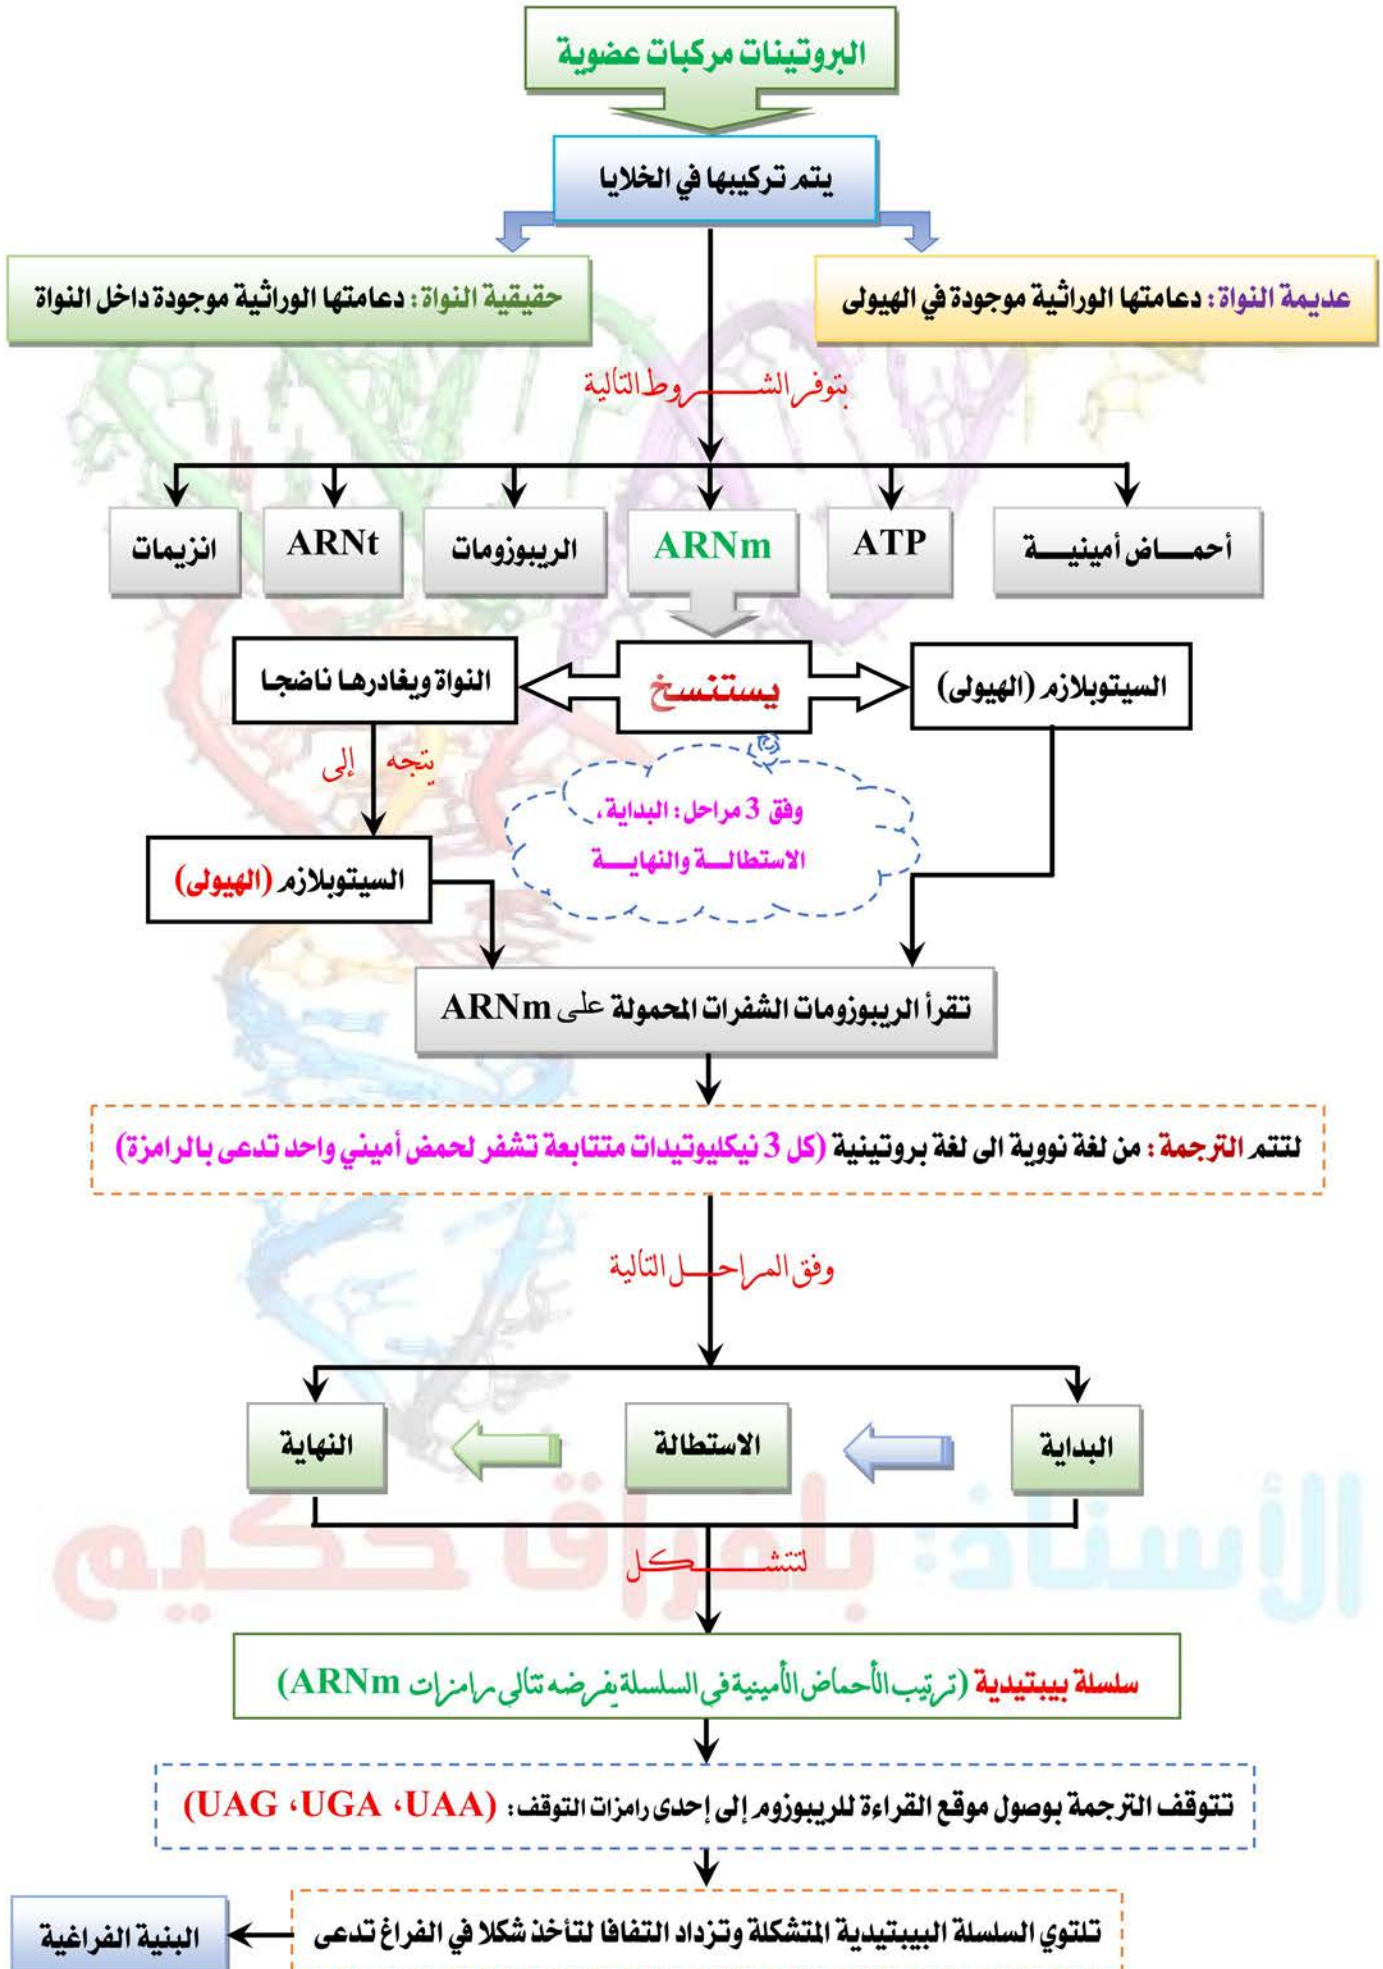 البروتينات مركبات عضوية
يتم تركيبها في الخلايا
عديمة النواة: دعامتها الوراثية موجودة في الهيولى
حقيقية النواة: دعامتها الوراثية موجودة داخل النواة
بتوفر الشـــــــروط التالية
أحمـــاض أمينيـــة
ATP
ARNm
الريبوزومات
ARNt
انزيمات
السيتوبلازم (الهيولى)
يستنسخ
النواة ويغادرها ناضجا
يتجه إلى
وفق 3 مراحل: البداية،
الاستطالـــة والنهايـــة
السيتوبلازم (الهيولى)
تقرأ الريبوزومات الشفرات المحمولة على ARNm
لتتم الترجمة: من لغة نووية الى لغة بروتينية (كل 3 نيكليوتيدات متتابعة تشفر لحمض أميني واحد تدعى بالرامزة)
وفق المراحـــل التالية
البداية
الاستطالة
النهاية
الأستاذ: بلفراق حكيم
لتتشـــــكل
سلسلة بيبتيدية (ترتيب الأحماض الأمينية في السلسلة يفرضه تتالي رامزات ARNm)
تتوقف الترجمة بوصول موقع القراءة للريبوزوم إلى إحدى رامزات التوقف: (UAG ،UGA ،UAA)
تلتوي السلسلة البيبتيدية المتشكلة وتزداد التفافا لتأخذ شكلا في الفراغ تدعى
البنية الفراغية